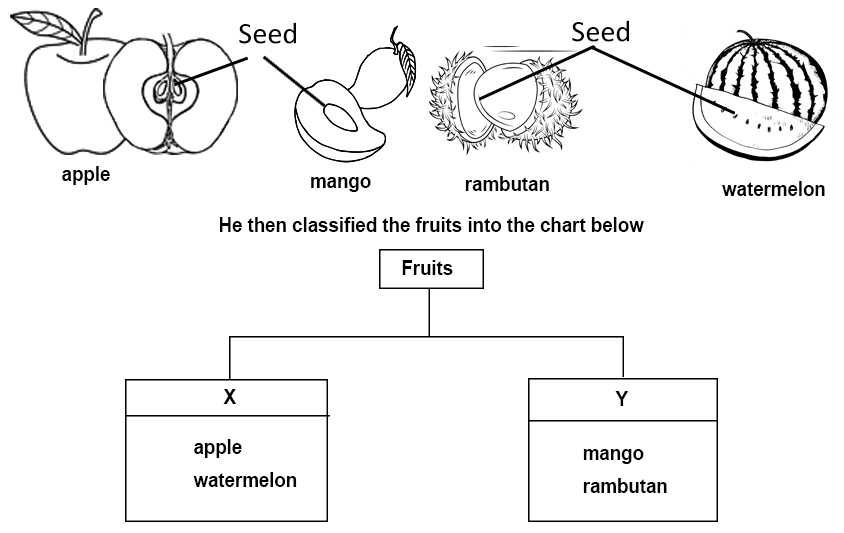 Seed
Seed
apple
mango
rambutan
watermelon
He then classified the fruits into the chart below
Fruits
X
apple
watermelon
Y
mango
rambutan